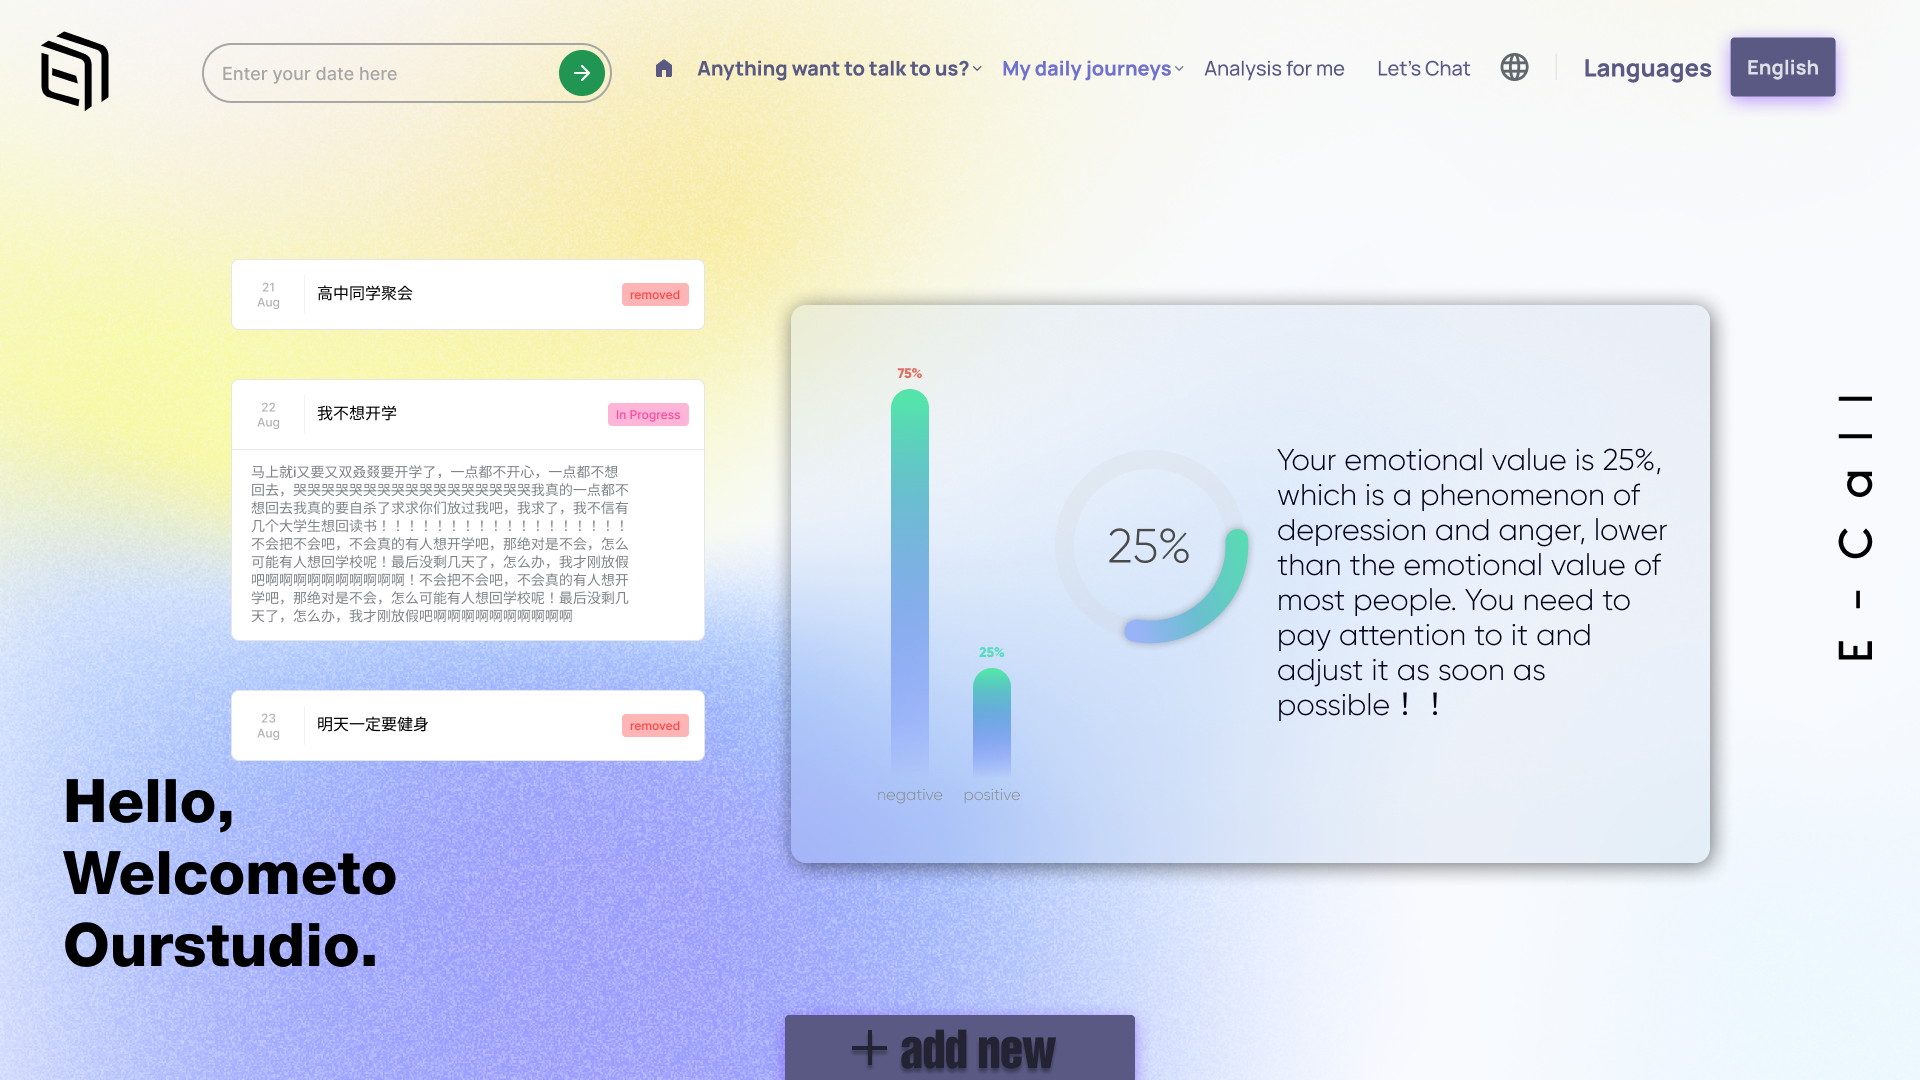 Enter your date here
Anything want to talk to us?
My daily journeys
Analysis for me
Let's Chat
Languages
English
21
Aug
高中同学聚会
removed
22
Aug
我不想开学
In Progress
马上就i又要又双叒叕要开学了，一点都不开心，一点都不想
回去，哭哭哭哭哭哭哭哭哭哭哭哭哭哭哭哭哭我真的一点都不
想回去我真的要自杀了求求你们放过我吧，我求了，我不信有
几个大学生想回读书！！！！！！！！！！！！！！！！！！
不会把不会吧，不会真的有人想开学吧，那绝对是不会，怎么
可能有人想回学校呢！最后没剩几天了，怎么办，我才刚放假
吧啊啊啊啊啊啊啊啊啊啊！不会把不会吧，不会真的有人想开
学吧，那绝对是不会，怎么可能有人想回学校呢！最后没剩几
天了，怎么办，我才刚放假吧啊啊啊啊啊啊啊啊啊啊
23
Aug
明天一定要健身
removed
75%
25%
negative
positive
25%
Your emotional value is 25%,
which is a phenomenon of
depression and anger, lower
than the emotional value of
most people. You need to
pay attention to it and
adjust it as soon as
possible！！
E-Call
Hello,
Welcometo
Ourstudio.
+ add new